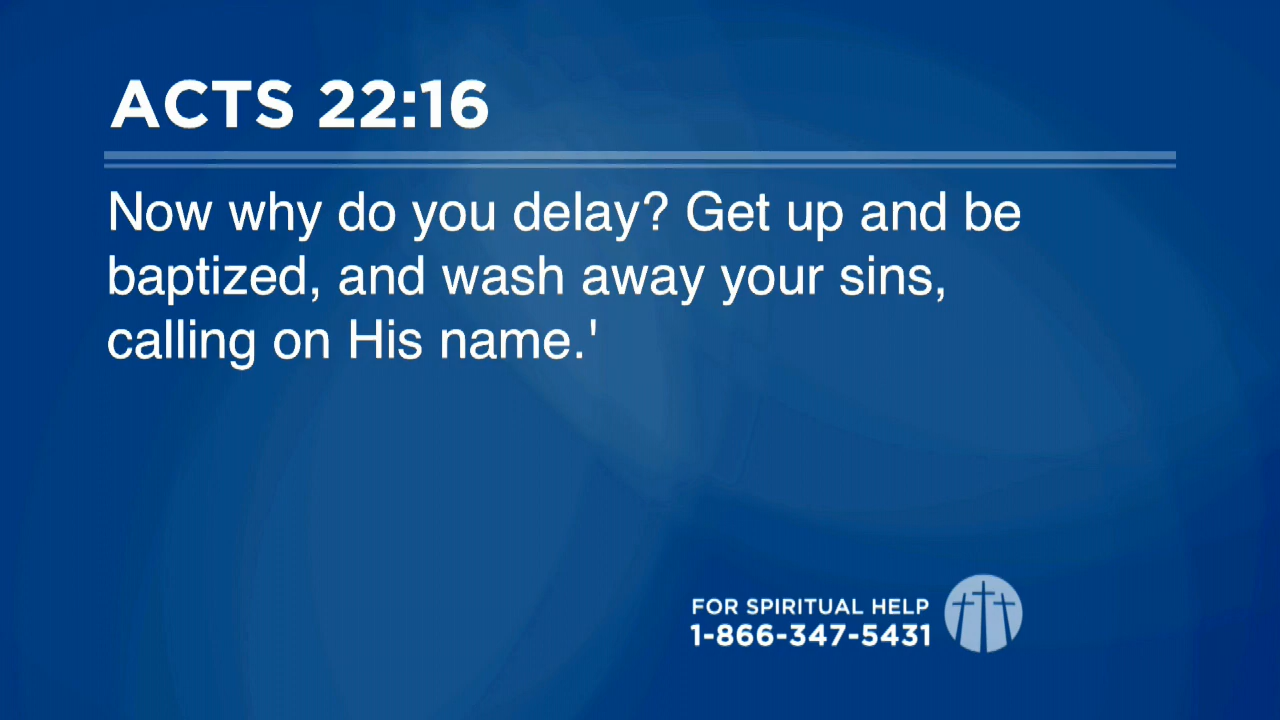 ACTS 22:16
Now why do you delay? Get up and be
baptized, and wash away your sins,
calling on His name.'
FOR SPIRITUAL HELP
1-866-347-5431